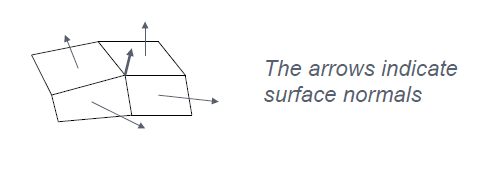 The arrows indicate
surface normals